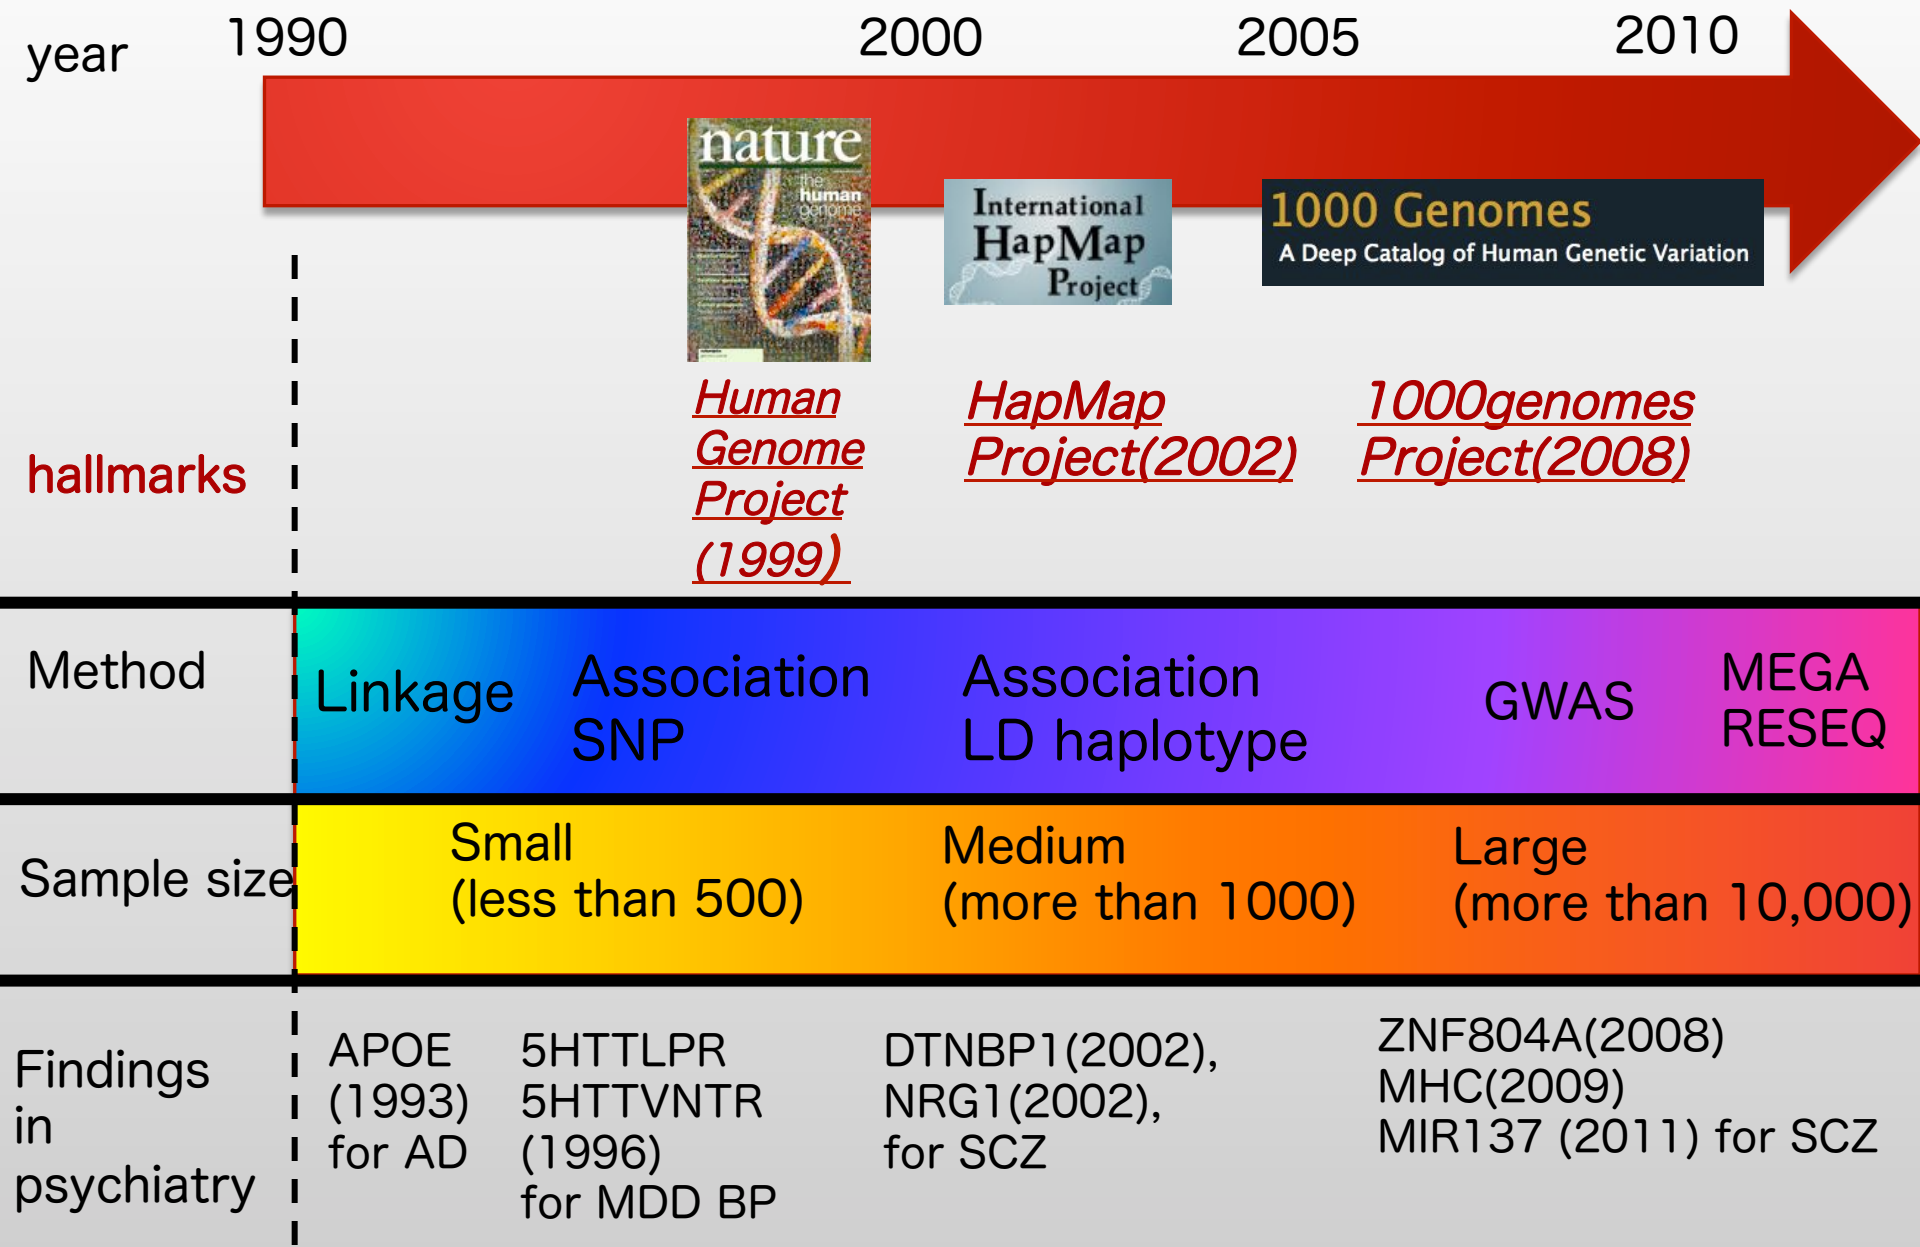 year
1990
2000
2005
2010
nature
the
human
genome
International
HapMap
Project
1000 Genomes
A Deep Catalog of Human Genetic Variation
hallmarks
Human
Genome
Project
(1999)
HapMap
Project(2002)
1000genomes
Project(2008)
Method
Linkage
Association
SNP
Association
LD haplotype
GWAS
MEGA
RESEQ
Sample size
Small
(less than 500)
Medium
(more than 1000)
Large
(more than 10,000)
Findings
in
psychiatry
APOE
(1993)
for AD
5HTTLPR
5HTTVNTR
(1996)
for MDD BP
DTNBP1(2002),
NRG1(2002),
for SCZ
ZNF804A(2008)
MHC(2009)
MIR137 (2011) for SCZ